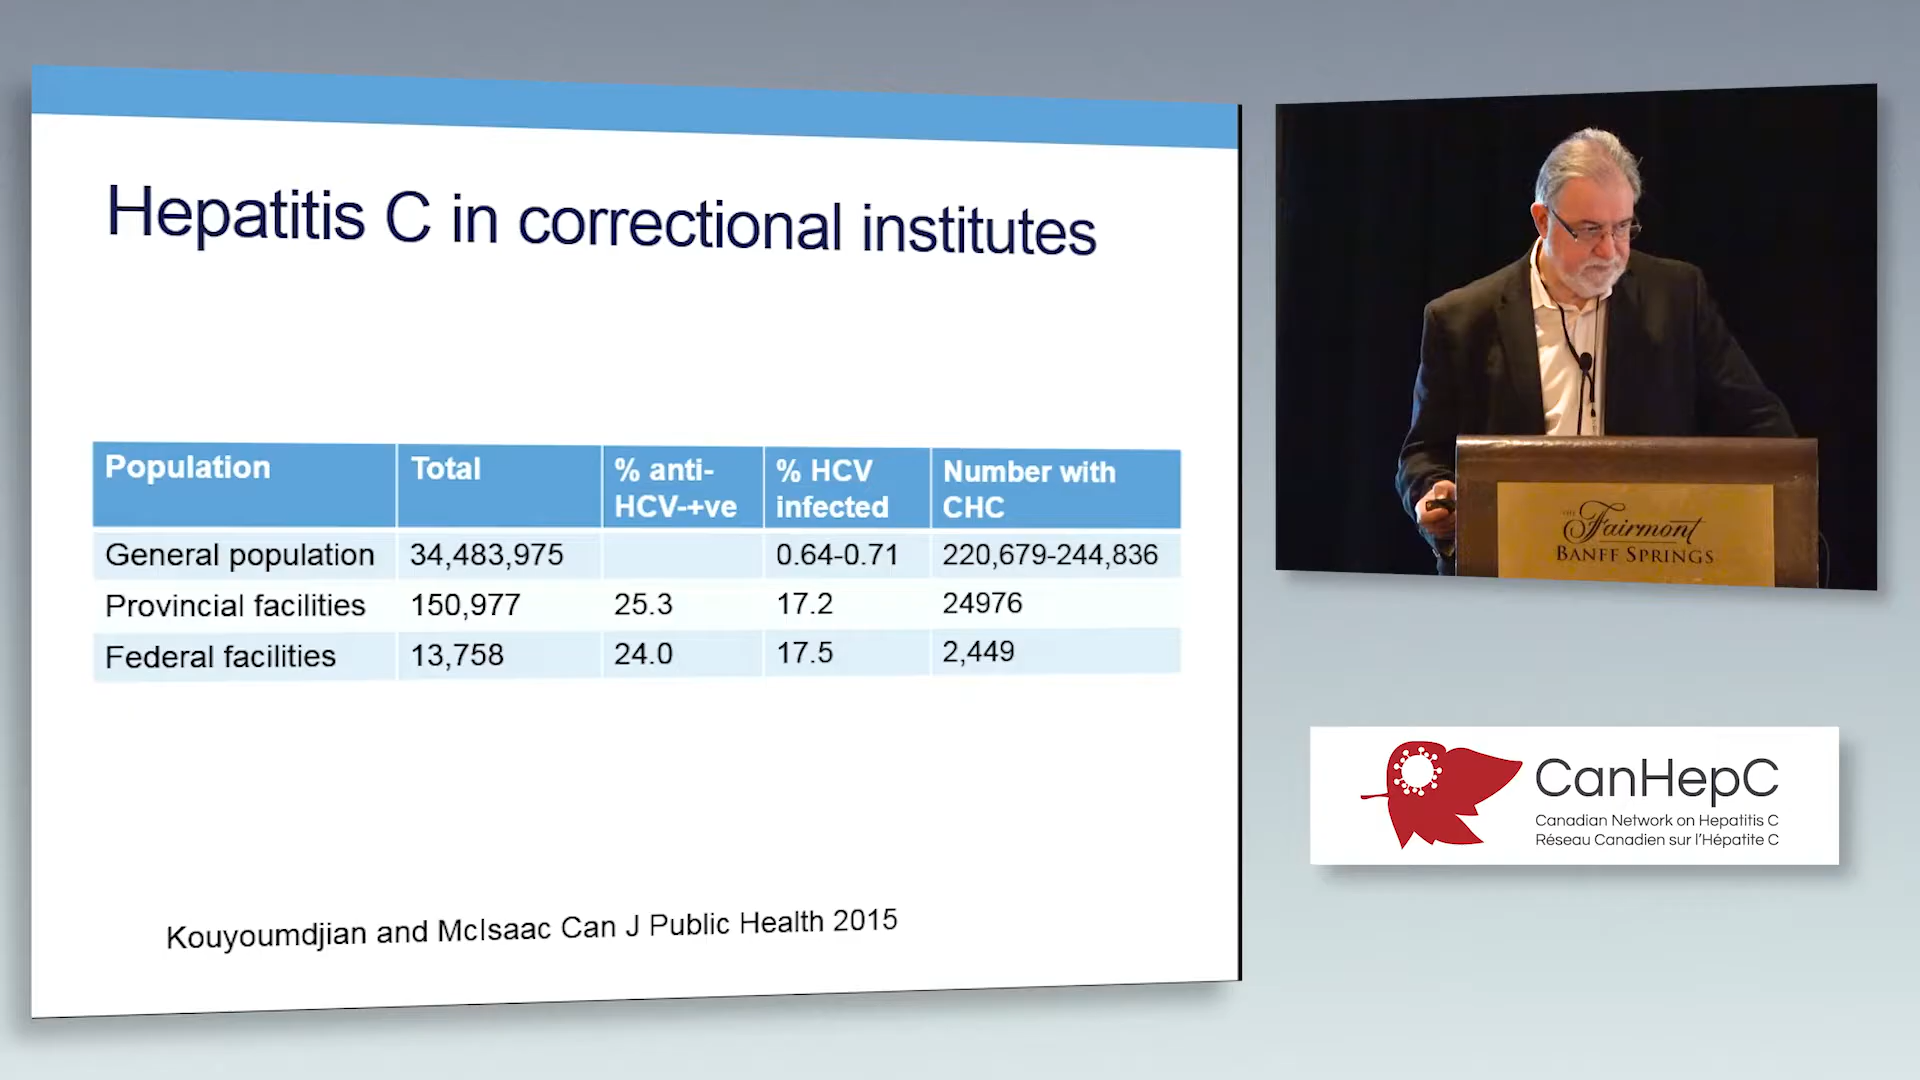 Hepatitis C in correctional institutes
Population
Total
% anti-
HCV-+ve
% HCV
infected
Number with
CHC
General population 34,483,975 0.64-0.71 220,679-244,836
Provincial facilities 150,977 25.3 17.2 24976
Federal facilities 13,758 24.0 17.5 2,449
Kouyoumdjian and McIsaac Can J Public Health 2015
THE
Fairmont
BANFF SPRINGS
CanHepC
Canadian Network on Hepatitis C
Réseau Canadien sur l'Hépatite C